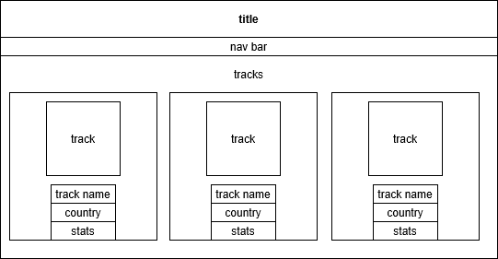 title
nav bar
tracks
track
track name
country
stats
track
track name
country
stats
track
track name
country
stats